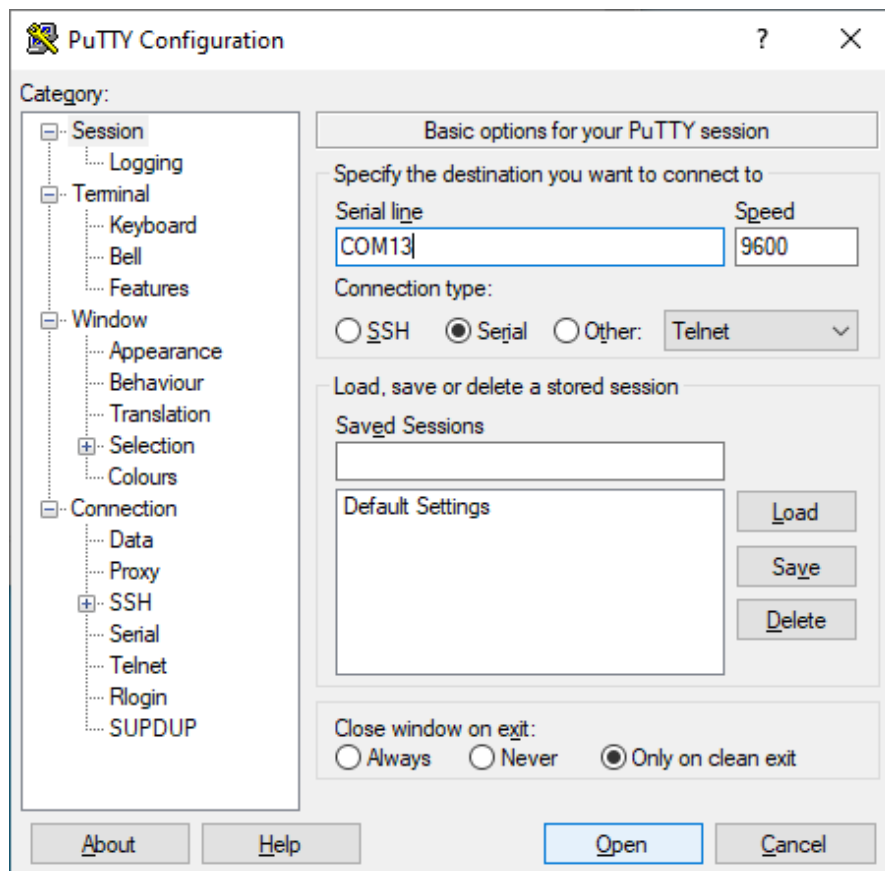 PuTTY Configuration
?
Category:
Session
Logging
Terminal
Keyboard
Bell
Features
Window
Appearance
Behaviour
Translation
Selection
Colours
Connection
Data
Proxy
SSH
Serial
Telnet
Rlogin
SUPDUP
Basic options for your PuTTY session
Specify the destination you want to connect to
Serial line Speed
COM13 9600
Connection type:
SSH Serial Other: Telnet
Load, save or delete a stored session
Saved Sessions
Default Settings
Load
Save
Delete
Close window on exit:
Always Never Only on clean exit
About Help Open Cancel